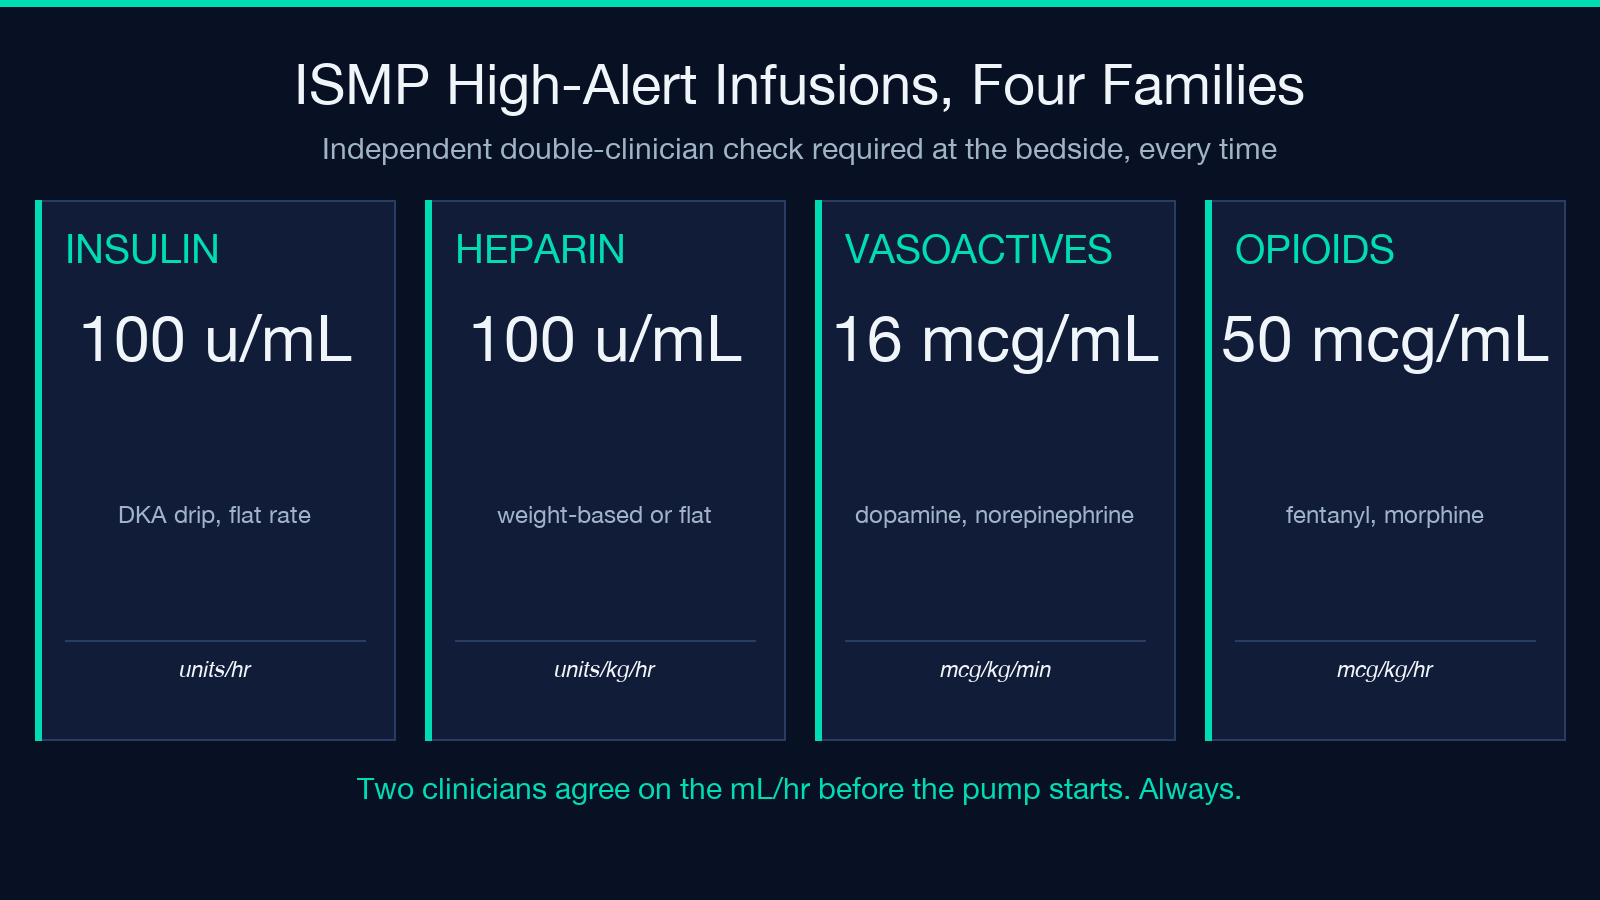 ISMP High-Alert Infusions, Four Families
Independent double-clinician check required at the bedside, every time
INSULIN
100 u/mL
DKA drip, flat rate
units/hr
HEPARIN
100 u/mL
weight-based or flat
units/kg/hr
VASOACTIVES
16 mcg/mL
dopamine, norepinephrine
mcg/kg/min
OPIOIDS
50 mcg/mL
fentanyl, morphine
mcg/kg/hr
Two clinicians agree on the mL/hr before the pump starts. Always.